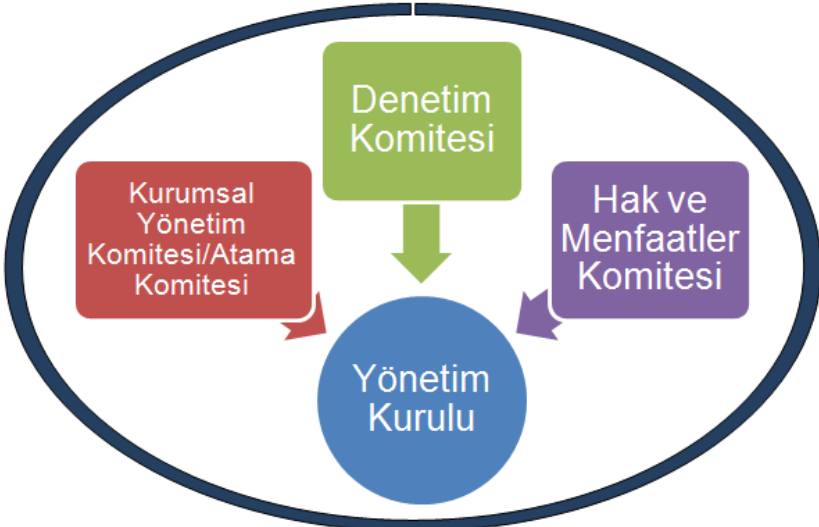 Denetim
Komitesi
Kurumsal
Yönetim
Komitesi/Atama
Komitesi
Hak ve
Menfaatler
Komitesi
Yönetim
Kurulu